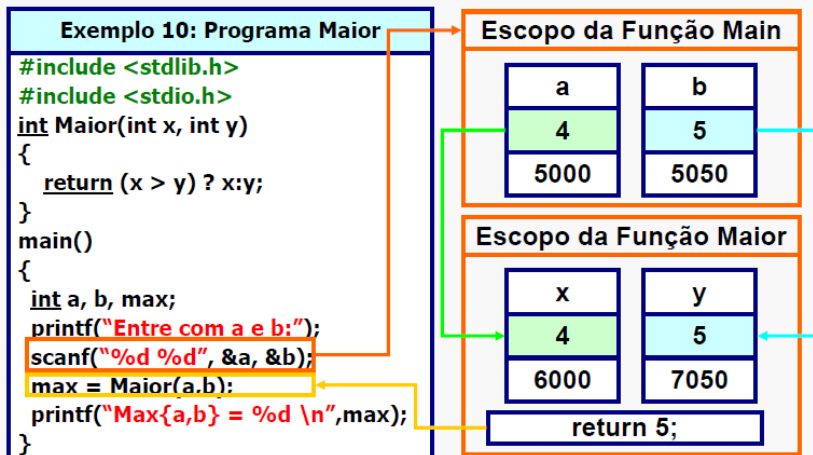 Exemplo 10: Programa Maior
#include <stdlib.h>
#include <stdio.h>
int Maior(int x, int y)
{
return (x > y) ? x:y;
}
main()
{
int a, b, max;
printf(“Entre com a e b:”);
scanf(“%d %d”, &a, &b);
max = Maior(a,b);
printf(“Max{a,b} = %d \n”,max);
}
Escopo da Função Main
a b
4 5
5000 5050
Escopo da Função Maior
x y
4 5
6000 7050
return 5;